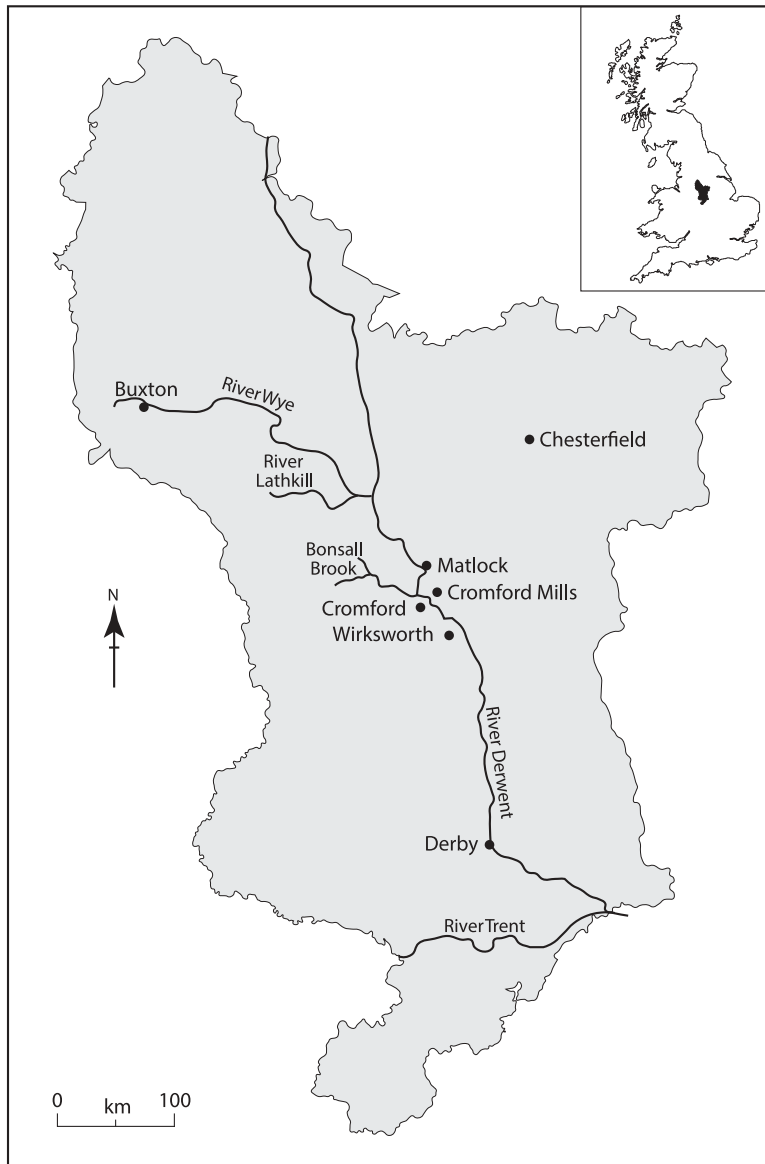 Buxton
River Wye
Chesterfield
River
Lathkill
Bonsall
Brook
Matlock
Cromford Mills
N
Cromford
Wirksworth
River Derwent
Derby
River Trent
0 100
km